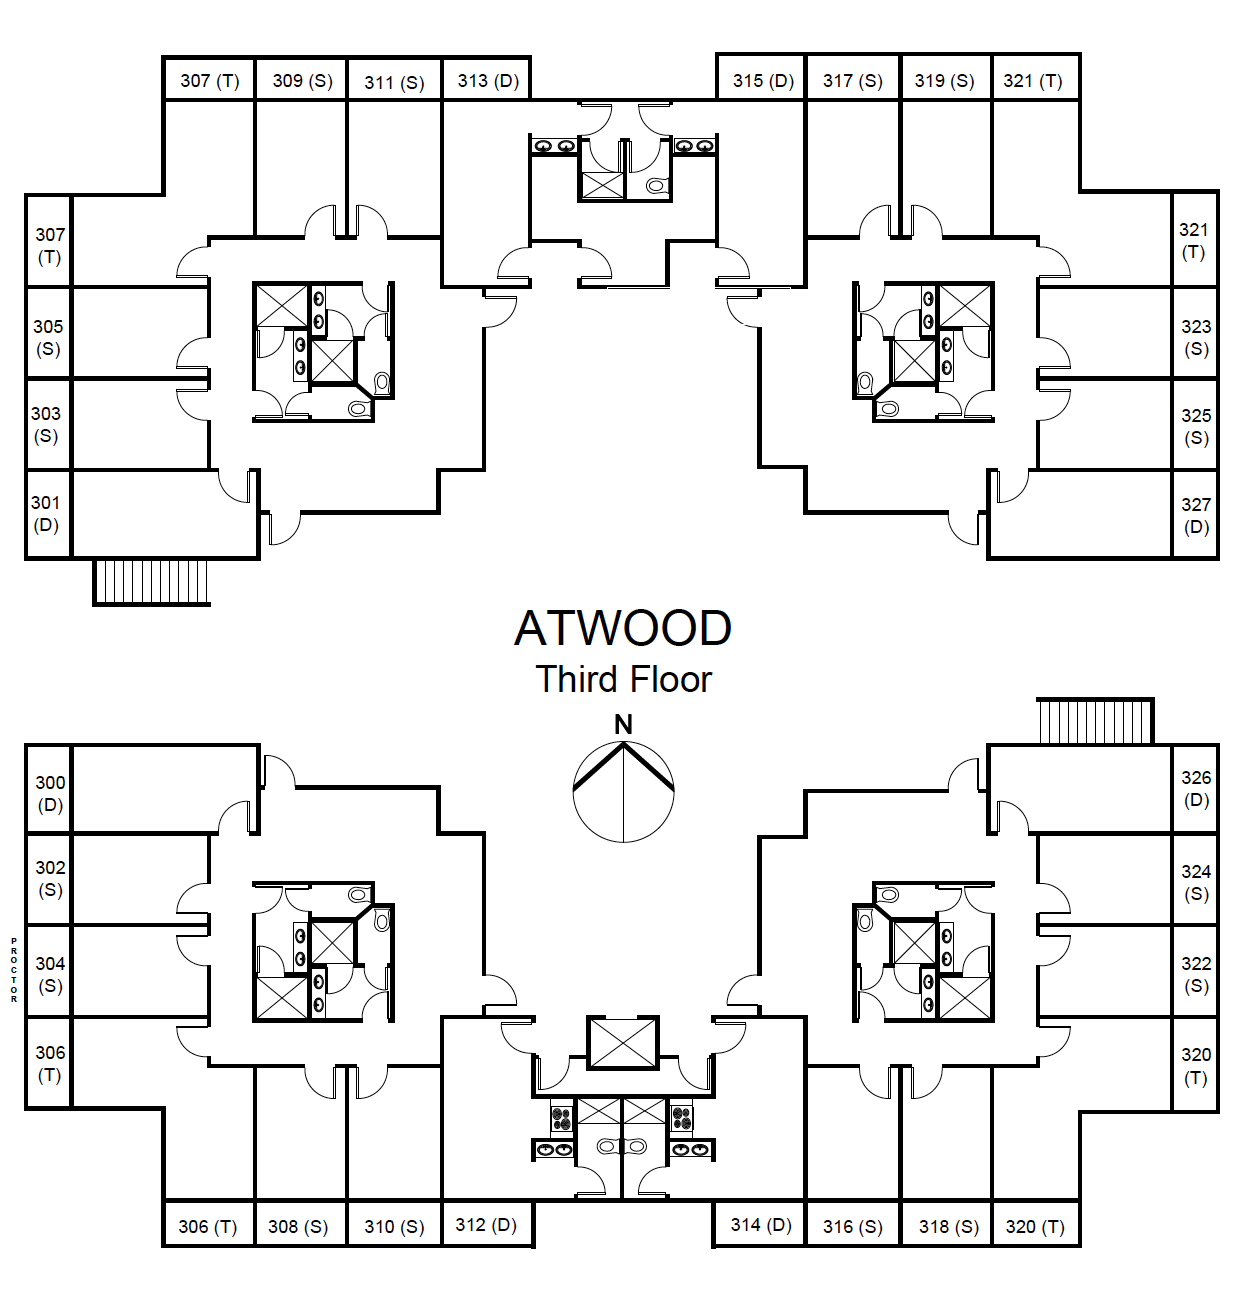 307 (T)
309 (S)
311 (S)
313 (D)
315 (D)
317 (S)
319 (S)
321 (T)
307
(T)
321
(T)
305
(S)
323
(S)
303
(S)
325
(S)
301
(D)
327
(D)
ATWOOD
Third Floor
N
300
(D)
326
(D)
302
(S)
324
(S)
PROCTOR
304
(S)
322
(S)
306
(T)
320
(T)
306 (T)
308 (S)
310 (S)
312 (D)
314 (D)
316 (S)
318 (S)
320 (T)